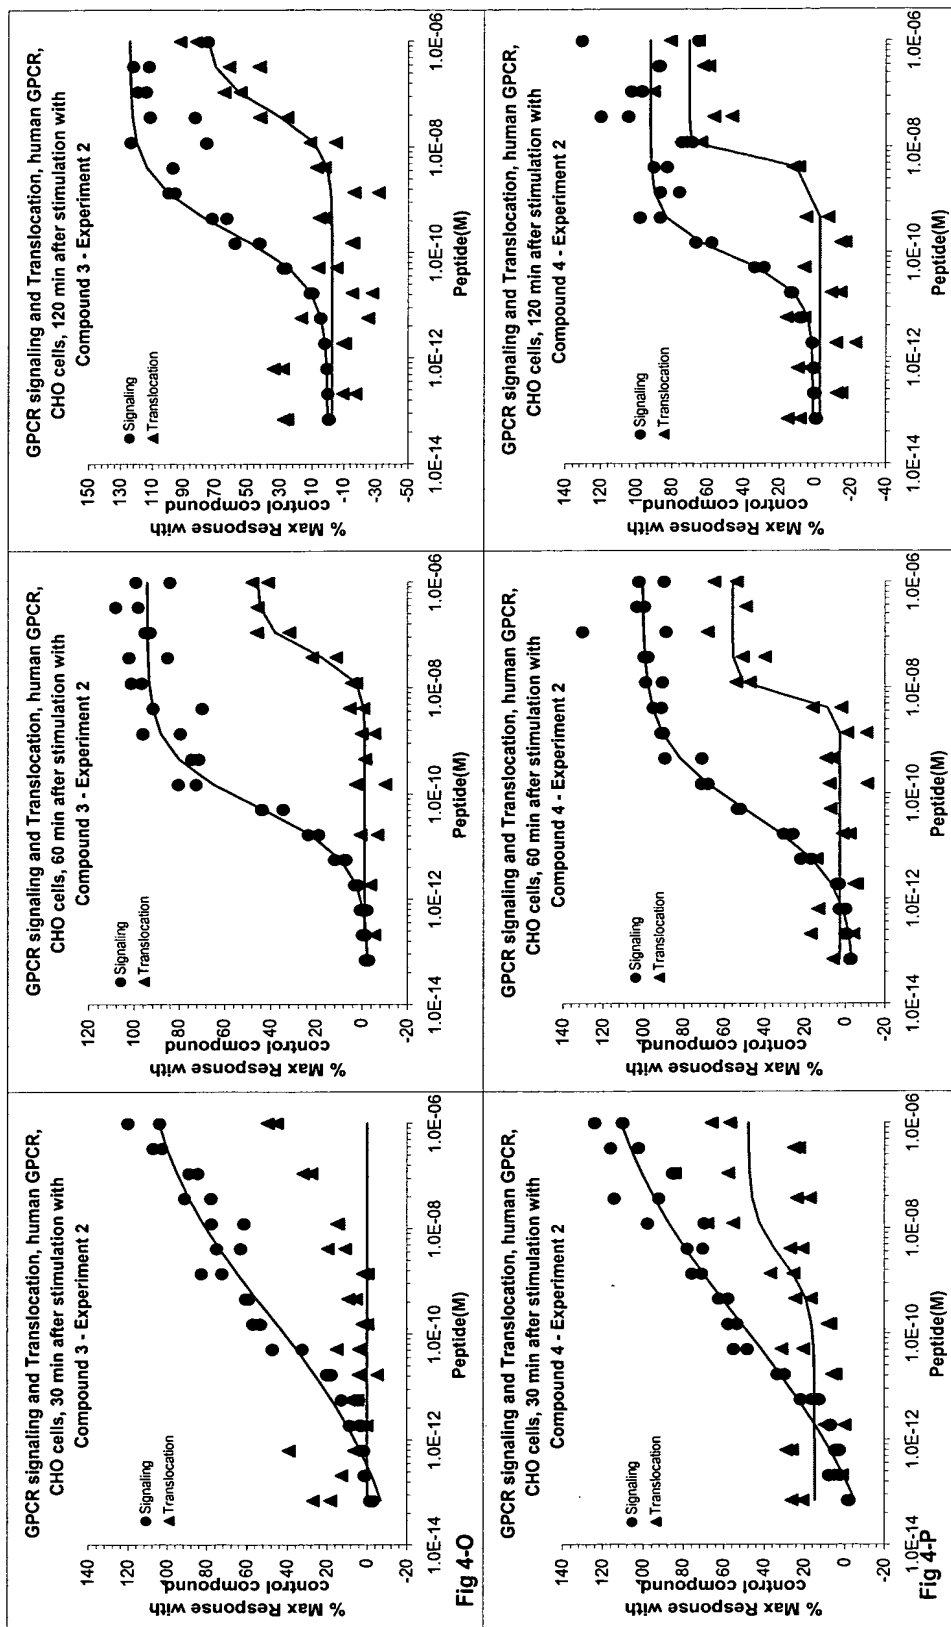 GPCR signaling and Translocation, human GPCR,
CHO cells, 30 min after stimulation with
Compound 3 - Experiment 2
% Max Response with
control compound
120
100
80
60
40
20
0
-20
Signaling
Translocation
1.0E-14 1.0E-12 1.0E-10 1.0E-08 1.0E-06
Peptide(M)
Fig 4-O
GPCR signaling and Translocation, human GPCR,
CHO cells, 60 min after stimulation with
Compound 3 - Experiment 2
% Max Response with
control compound
120
100
80
60
40
20
0
-20
Signaling
Translocation
1.0E-14 1.0E-12 1.0E-10 1.0E-08 1.0E-06
Peptide(M)
GPCR signaling and Translocation, human GPCR,
CHO cells, 120 min after stimulation with
Compound 3 - Experiment 2
% Max Response with
control compound
150
130
110
90
70
50
30
10
-10
-30
-50
Signaling
Translocation
1.0E-14 1.0E-12 1.0E-10 1.0E-08 1.0E-06
Peptide(M)
GPCR signaling and Translocation, human GPCR,
CHO cells, 30 min after stimulation with
Compound 4 - Experiment 2
% Max Response with
control compound
140
120
100
80
60
40
20
0
-20
Signaling
Translocation
1.0E-14 1.0E-12 1.0E-10 1.0E-08 1.0E-06
Peptide(M)
Fig 4-P
GPCR signaling and Translocation, human GPCR,
CHO cells, 60 min after stimulation with
Compound 4 - Experiment 2
% Max Response with
control compound
140
120
100
80
60
40
20
0
-20
Signaling
Translocation
1.0E-14 1.0E-12 1.0E-10 1.0E-08 1.0E-06
Peptide(M)
GPCR signaling and Translocation, human GPCR,
CHO cells, 120 min after stimulation with
Compound 4 - Experiment 2
% Max Response with
control compound
140
120
100
80
60
40
20
0
-20
-40
Signaling
Translocation
1.0E-14 1.0E-12 1.0E-10 1.0E-08 1.0E-06
Peptide(M)